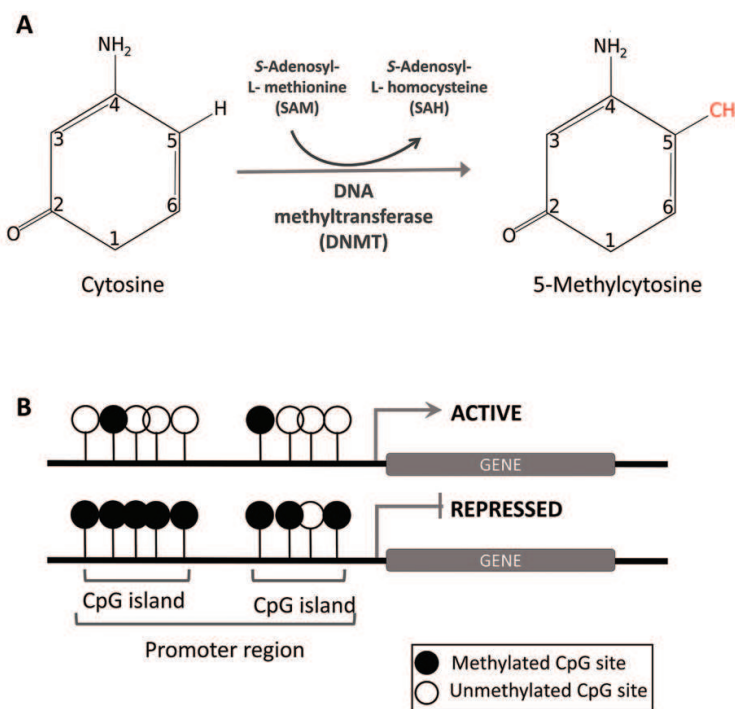 A
NH2
4
H
3
5
2
6
O
1
Cytosine
S-Adenosyl-
L- methionine
(SAM)
S-Adenosyl-
L- homocysteine
(SAH)
DNA
methyltransferase
(DNMT)
NH2
4
CH
3
5
2
6
O
1
5-Methylcytosine
B
ACTIVE
GENE
REPRESSED
GENE
CpG island
CpG island
Promoter region
Methylated CpG site
Unmethylated CpG site